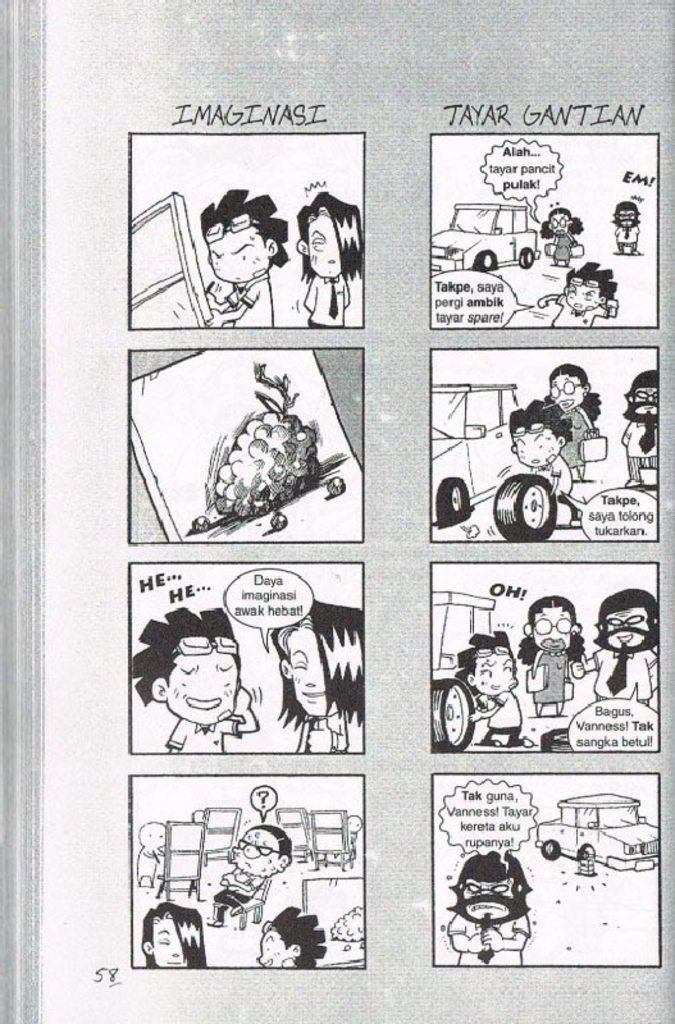 IMAGINASI
HE...
HE...
Daya
imaginasi
awak hebat!
?
TAYAR GANTIAN
Allah...
tayar pancit
pulak!
EM!
Takpe, saya
pergi ambik
tayar spare!
Takpe,
saya tolong
tukarkan.
OH!
Bagus,
Vanness! Tak
sangka betul!
Tak guna,
Vanness! Tayar
kereta aku
rupanya!
58